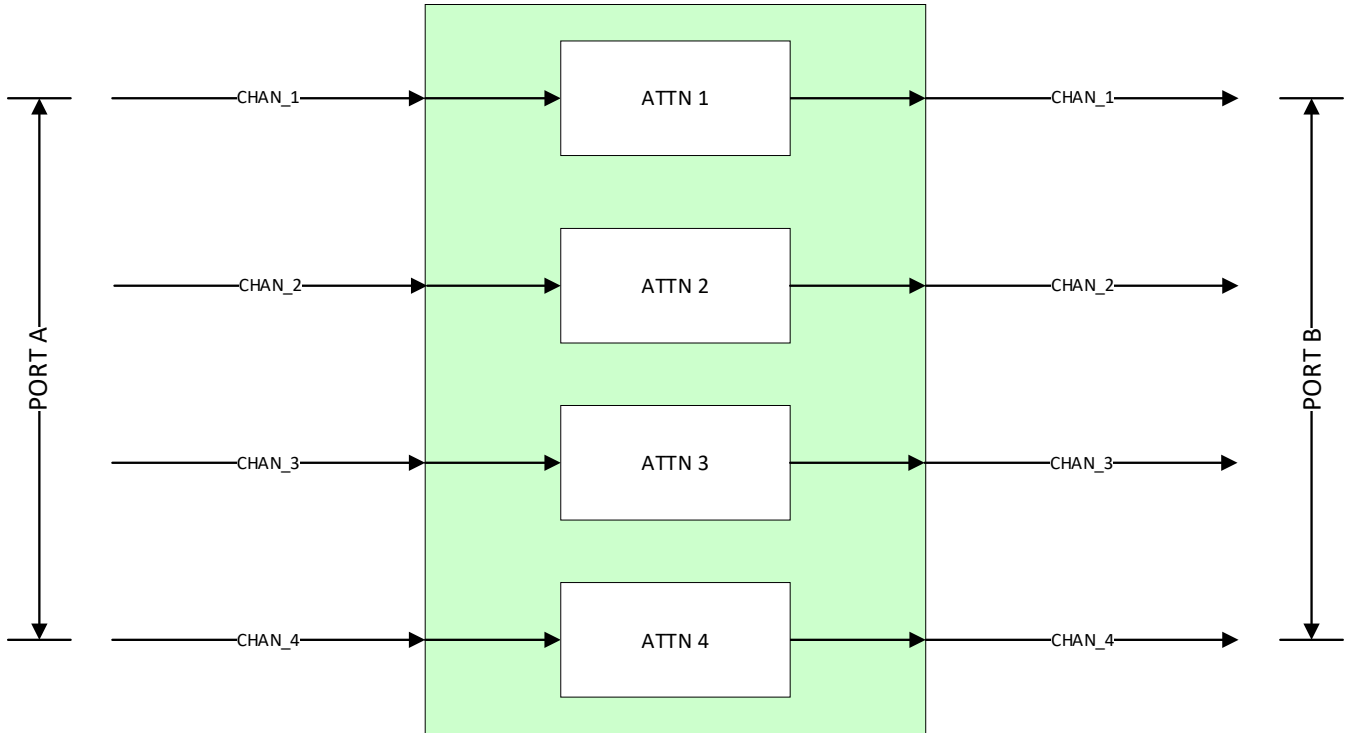 CHAN_1
ATTN 1
CHAN_1
CHAN_2
ATTN 2
CHAN_2
PORT A
PORT B
CHAN_3
ATTN 3
CHAN_3
CHAN_4
ATTN 4
CHAN_4